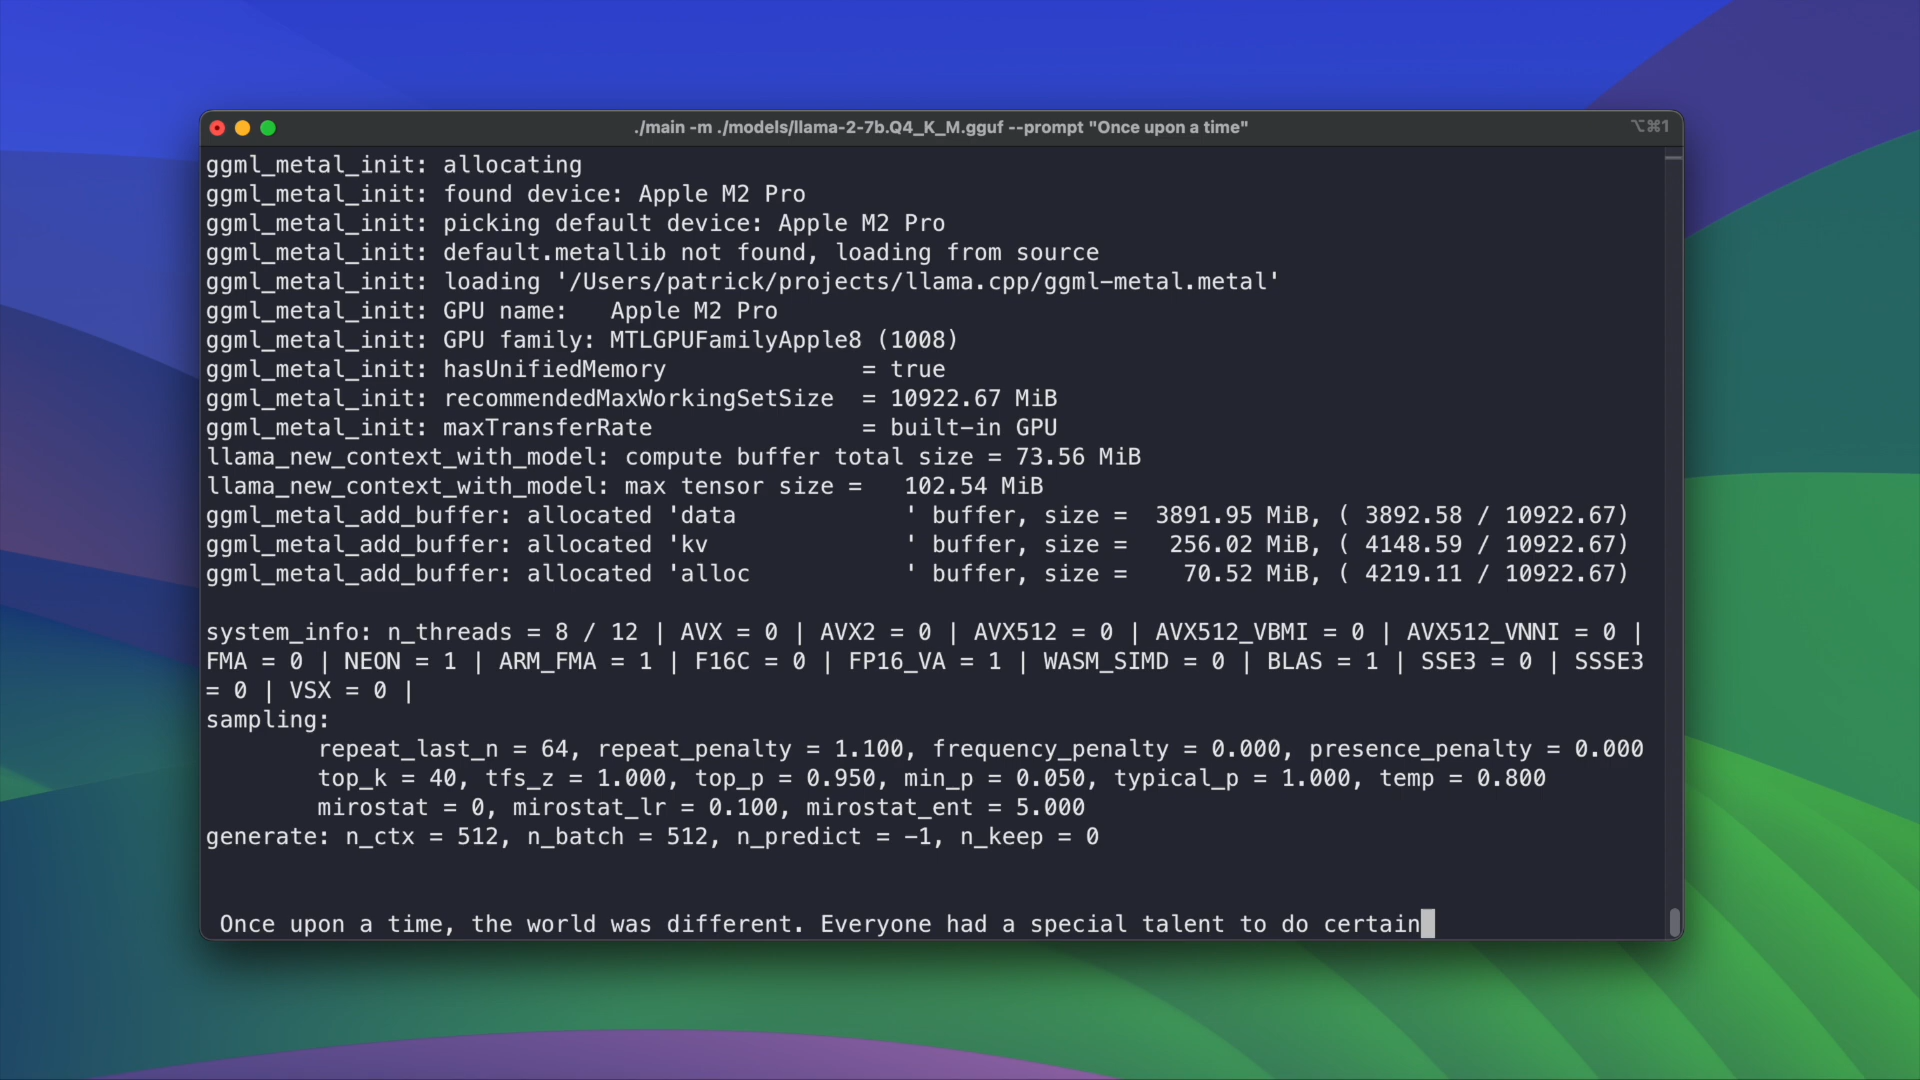 ./main -m ./models/llama-2-7b.Q4_K_M.gguf --prompt "Once upon a time"
⌥⌘1
ggml_metal_init: allocating
ggml_metal_init: found device: Apple M2 Pro
ggml_metal_init: picking default device: Apple M2 Pro
ggml_metal_init: default.metallib not found, loading from source
ggml_metal_init: loading '/Users/patrick/projects/llama.cpp/ggml-metal.metal'
ggml_metal_init: GPU name:   Apple M2 Pro
ggml_metal_init: GPU family: MTLGPUFamilyApple8 (1008)
ggml_metal_init: hasUnifiedMemory              = true
ggml_metal_init: recommendedMaxWorkingSetSize  = 10922.67 MiB
ggml_metal_init: maxTransferRate               = built-in GPU
llama_new_context_with_model: compute buffer total size = 73.56 MiB
llama_new_context_with_model: max tensor size =   102.54 MiB
ggml_metal_add_buffer: allocated 'data            ' buffer, size =  3891.95 MiB, ( 3892.58 / 10922.67)
ggml_metal_add_buffer: allocated 'kv              ' buffer, size =   256.02 MiB, ( 4148.59 / 10922.67)
ggml_metal_add_buffer: allocated 'alloc           ' buffer, size =    70.52 MiB, ( 4219.11 / 10922.67)
system_info: n_threads = 8 / 12 | AVX = 0 | AVX2 = 0 | AVX512 = 0 | AVX512_VBMI = 0 | AVX512_VNNI = 0 |
FMA = 0 | NEON = 1 | ARM_FMA = 1 | F16C = 0 | FP16_VA = 1 | WASM_SIMD = 0 | BLAS = 1 | SSE3 = 0 | SSSE3
= 0 | VSX = 0 |
sampling:
        repeat_last_n = 64, repeat_penalty = 1.100, frequency_penalty = 0.000, presence_penalty = 0.000
        top_k = 40, tfs_z = 1.000, top_p = 0.950, min_p = 0.050, typical_p = 1.000, temp = 0.800
        mirostat = 0, mirostat_lr = 0.100, mirostat_ent = 5.000
generate: n_ctx = 512, n_batch = 512, n_predict = -1, n_keep = 0
 Once upon a time, the world was different. Everyone had a special talent to do certain